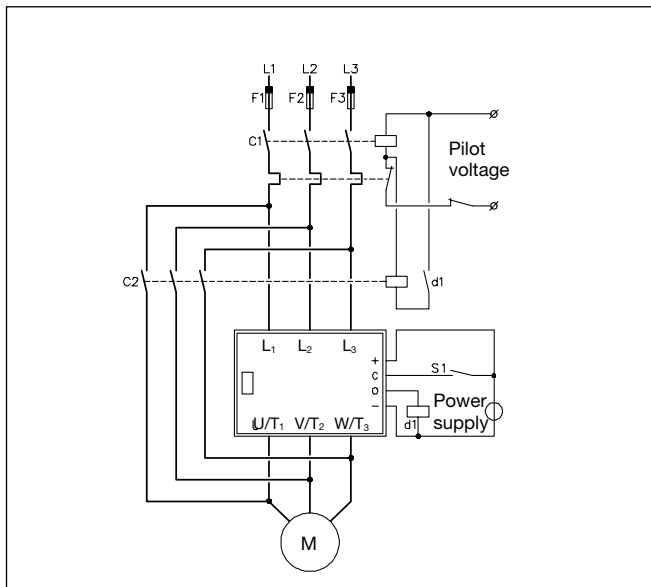 L1 L2 L3
F1 F2 F3
C1
Pilot
voltage
C2
d1
L₁ L₂ L₃
+
C
O
−
S1
Power
supply
d1
U/T₁ V/T₂ W/T₃
M